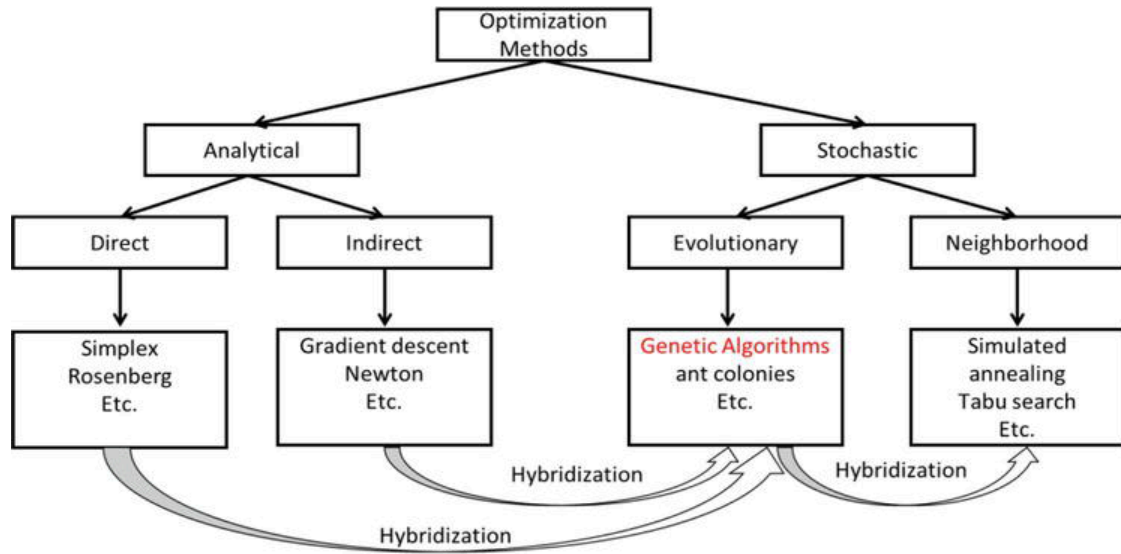 Optimization
Methods
Analytical
Stochastic
Direct
Indirect
Evolutionary
Neighborhood
Simplex
Rosenberg
Etc.
Gradient descent
Newton
Etc.
Genetic Algorithms
ant colonies
Etc.
Simulated
annealing
Tabu search
Etc.
Hybridization
Hybridization
Hybridization